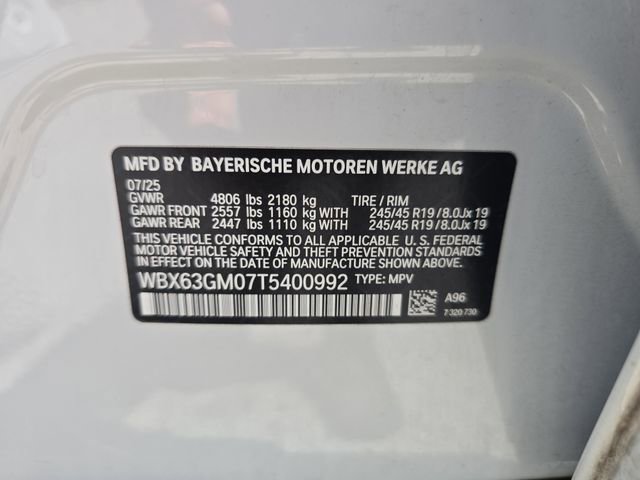 MFD BY BAYERISCHE MOTOREN WERKE AG
07/25
GVWR 4806 lbs 2180 kg TIRE / RIM
GAWR FRONT 2557 lbs 1160 kg WITH 245/45 R19 / 8.0Jx 19
GAWR REAR 2447 lbs 1110 kg WITH 245/45 R19 / 8.0Jx 19
THIS VEHICLE CONFORMS TO ALL APPLICABLE U. S. FEDERAL
MOTOR VEHICLE SAFETY AND THEFT PREVENTION STANDARDS
IN EFFECT ON THE DATE OF MANUFACTURE SHOWN ABOVE.
WBX63GM07T5400992 TYPE: MPV
A96
7 320 730